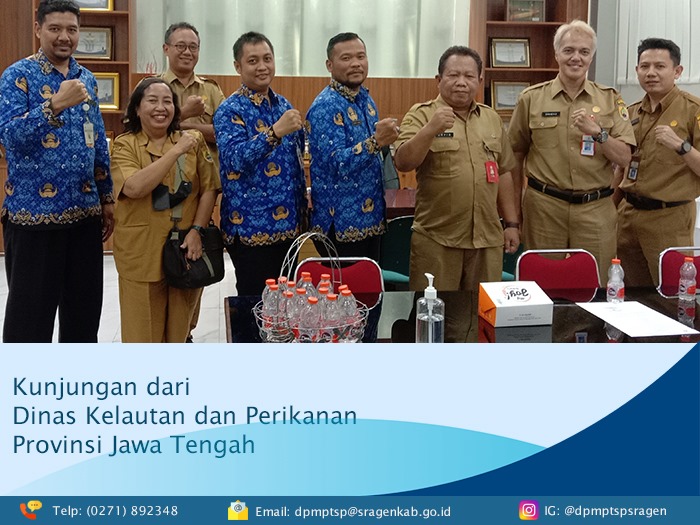 Kunjungan dari
Dinas Kelautan dan Perikanan
Provinsi Jawa Tengah
Telp: (0271) 892348
Email: dpmptsp@sragenkab.go.id
IG: @dpmptspsragen